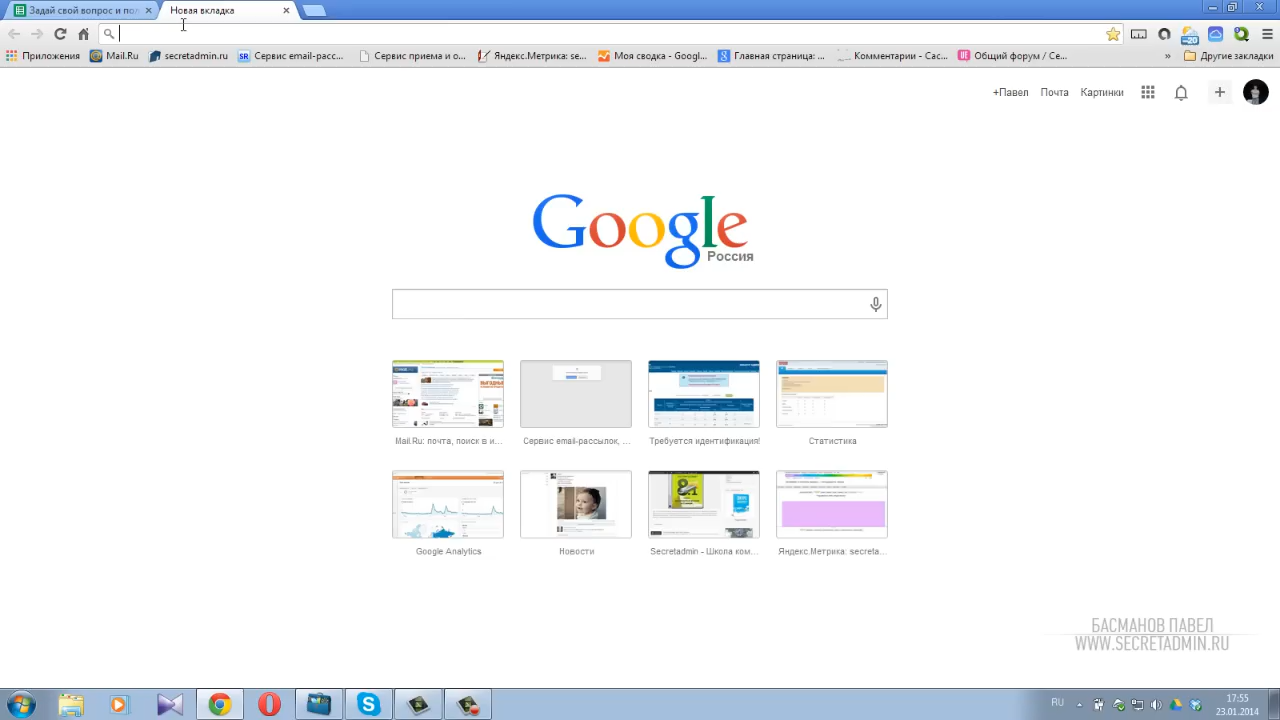 Задай свой вопрос и по
Новая вкладка
Приложения
Mail.Ru
secretadmin.ru
Сервис email-расс...
Сервис приема и о...
Яндекс.Метрика: se...
Моя сводка - Googl...
Главная страница: ...
Комментарии - Сас...
Общий форум / Се...
»
Другие закладки
+Павел
Почта
Картинки
Google
Россия
Mail.Ru: почта, поиск в и...
Сервис email-рассылок, ...
Требуется идентификация!
Статистика
Google Analytics
Новости
Secretadmin - Школа ком...
Яндекс.Метрика: secreta...
БАСМАНОВ ПАВЕЛ
WWW.SECRETADMIN.RU
RU
17:55
23.01.2014